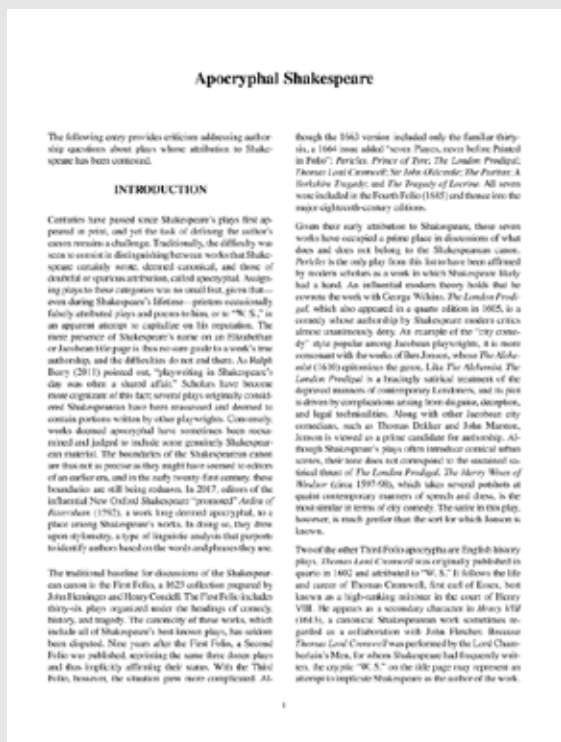 Apocryphal Shakespeare
The following entry provides criticism addressing author-
ship questions about plays whose attribution to Shake-
speare has been contested.
INTRODUCTION
Centuries have passed since Shakespeare's plays first ap-
peared in print, and yet the task of defining the author's
canon remains a challenge. Traditionally, the difficulty was
seen to consist in distinguishing between works that Shake-
speare certainly wrote, deemed canonical, and those of
doubtful or spurious attribution, called apocryphal. Assign-
ing plays to these categories was no small feat, given that—
even during Shakespeare's lifetime—printers occasionally
falsely attributed plays and poems to him, or to "W. S.," in
an apparent attempt to capitalize on his reputation. The
mere presence of Shakespeare's name on an Elizabethan
or Jacobean title page is thus no sure guide to a work's true
authorship, and the difficulties do not end there. As Ralph
Berry (2011) pointed out, "playwriting in Shakespeare's
day was often a shared affair." Scholars have become
more cognizant of this fact; several plays originally consid-
ered Shakespearean have been reassessed and deemed to
contain portions written by other playwrights. Conversely,
works deemed apocryphal have sometimes been reexa-
mined and judged to include some genuinely Shakespear-
ean material. The boundaries of the Shakespearean canon
are thus not as precise as they might have seemed to editors
of an earlier era, and in the early twenty-first century, these
boundaries are still being redrawn. In 2017, editors of the
influential New Oxford Shakespeare "promoted" Arden of
Faversham (1592), a work long deemed apocryphal, to a
place among Shakespeare's works. In doing so, they drew
upon stylometry, a type of linguistic analysis that purports
to identify authors based on the words and phrases they use.
The traditional baseline for discussions of the Shakespear-
ean canon is the First Folio, a 1623 collection prepared by
John Heminges and Henry Condell. The First Folio includes
thirty-six plays organized under the headings of comedy,
history, and tragedy. The canonicity of these works, which
include all of Shakespeare's best known plays, has seldom
been disputed. Nine years after the First Folio, a Second
Folio was published, reprinting the same three dozen plays
and thus implicitly affirming their status. With the Third
Folio, however, the situation grew more complicated. Al-
though the 1663 version included only the familiar thirty-
six, a 1664 issue added "seven Playes, never before Printed
in Folio": Pericles, Prince of Tyre; The London Prodigal;
Thomas Lord Cromwell; Sir John Oldcastle; The Puritan; A
Yorkshire Tragedy; and The Tragedy of Locrine. All seven
were included in the Fourth Folio (1685) and thence into the
major eighteenth-century editions.
Given their early attribution to Shakespeare, these seven
works have occupied a prime place in discussions of what
does and does not belong to the Shakespearean canon.
Pericles is the only play from this list to have been affirmed
by modern scholars as a work in which Shakespeare likely
had a hand. An influential modern theory holds that he
cowrote the work with George Wilkins. The London Prodi-
gal, which also appeared in a quarto edition in 1605, is a
comedy whose authorship by Shakespeare modern critics
almost unanimously deny. An example of the "city come-
dy" style popular among Jacobean playwrights, it is more
consonant with the works of Ben Jonson, whose The Alche-
mist (1610) epitomizes the genre. Like The Alchemist, The
London Prodigal is a bracingly satirical treatment of the
depraved manners of contemporary Londoners, and its plot
is driven by complications arising from disguise, deception,
and legal technicalities. Along with other Jacobean city
comedians, such as Thomas Dekker and John Marston,
Jonson is viewed as a prime candidate for authorship. Al-
though Shakespeare's plays often introduce comical urban
scenes, their tone does not correspond to the sustained sa-
tirical thrust of The London Prodigal. The Merry Wives of
Windsor (circa 1597-98), which takes several potshots at
quaint contemporary manners of speech and dress, is the
most similar in terms of city comedy. The satire in this play,
however, is much gentler than the sort for which Jonson is
known.
Two of the other Third Folio apocrypha are English history
plays. Thomas Lord Cromwell was originally published in
quarto in 1602 and attributed to "W. S." It follows the life
and career of Thomas Cromwell, first earl of Essex, best
known as a high-ranking minister in the court of Henry
VIII. He appears as a secondary character in Henry VIII
(1613), a canonical Shakespearean work sometimes re-
garded as a collaboration with John Fletcher. Because
Thomas Lord Cromwell was performed by the Lord Cham-
berlain's Men, for whom Shakespeare had frequently writ-
ten, the cryptic "W. S." on the title page may represent an
attempt to implicate Shakespeare as the author of the work.
1